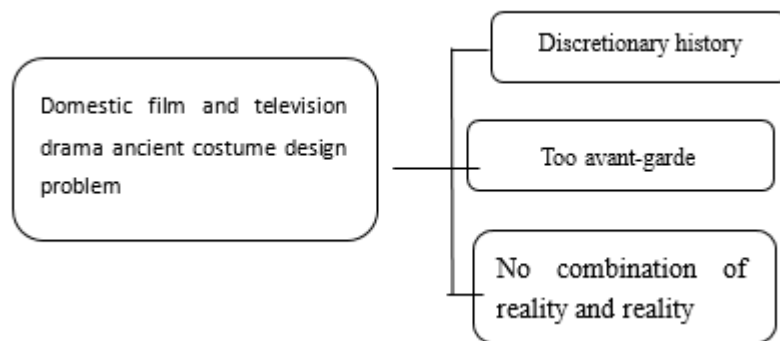 Domestic film and television
drama ancient costume design
problem
Discretionary history
Too avant-garde
No combination of
reality and reality